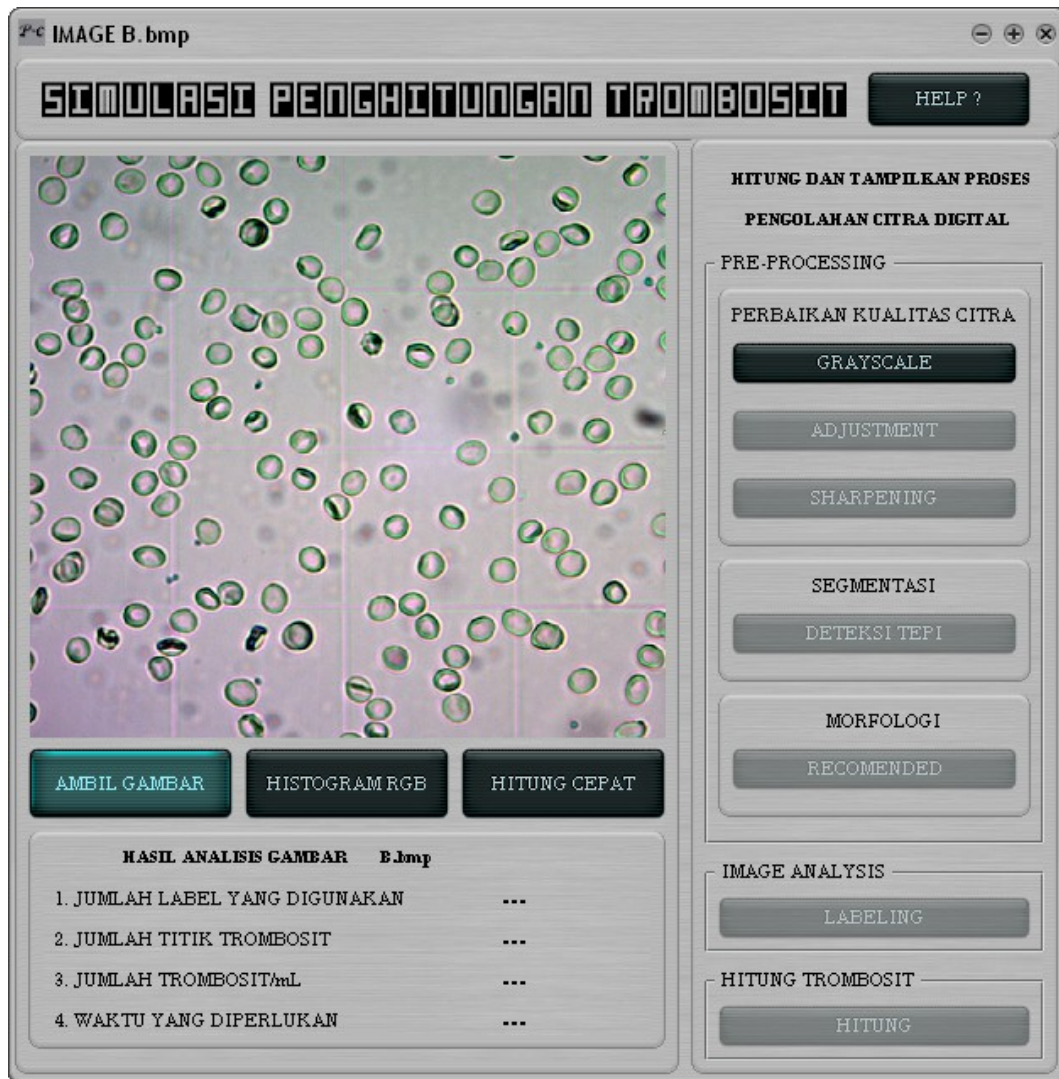 P-C IMAGE B.bmp
SIMULASI PENGHITUNGAN TROMBOSIT
HELP ?
HITUNG DAN TAMPILKAN PROSES
PENGOLAHAN CITRA DIGITAL
PRE-PROCESSING
PERBAIKAN KUALITAS CITRA
GRAYSCALE
ADJUSTMENT
SHARPENING
SEGMENTASI
DETEKSI TEPI
MORFOLOGI
RECOMENDED
AMBIL GAMBAR
HISTOGRAM RGB
HITUNG CEPAT
HASIL ANALISIS GAMBAR B.bmp
1. JUMLAH LABEL YANG DIGUNAKAN ---
2. JUMLAH TITIK TROMBOSIT ---
3. JUMLAH TROMBOSIT/mL ---
4. WAKTU YANG DIPERLUKAN ---
IMAGE ANALYSIS
LABELING
HITUNG TROMBOSIT
HITUNG